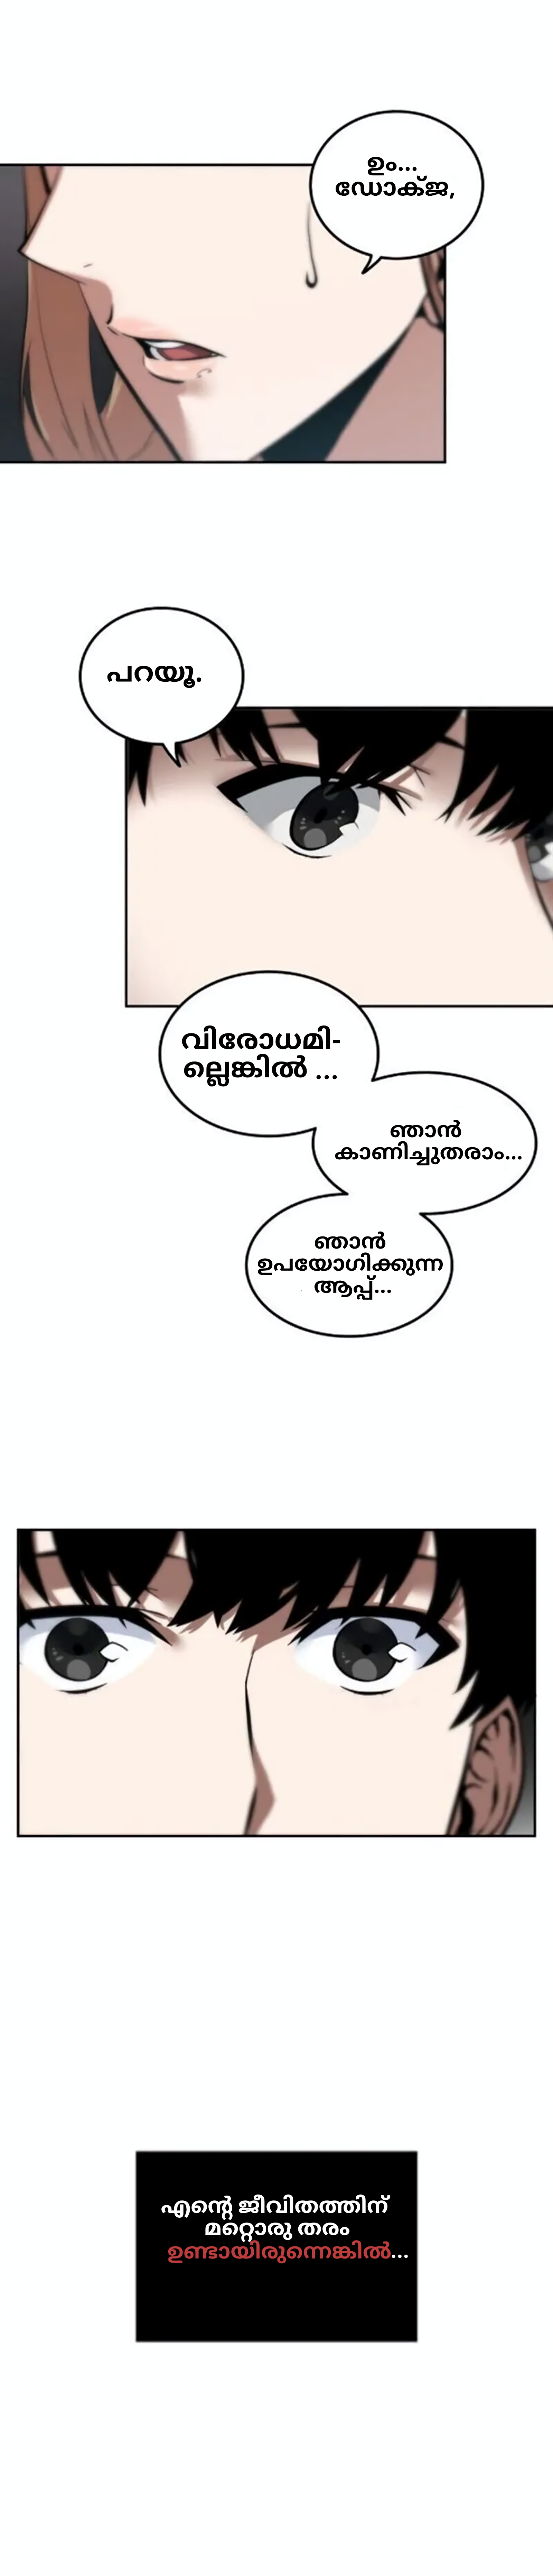 ഉം...
ഡോക്ജ,
പറയൂ.
വിരോധമി-
ല്ലെങ്കിൽ ...
ഞാൻ
കാണിച്ചുതരാം...
ഞാൻ
ഉപയോഗിക്കുന്ന
ആപ്പ്...
എന്റെ ജീവിതത്തിന്
മറ്റൊരു തരം
ഉണ്ടായിരുന്നെങ്കിൽ...